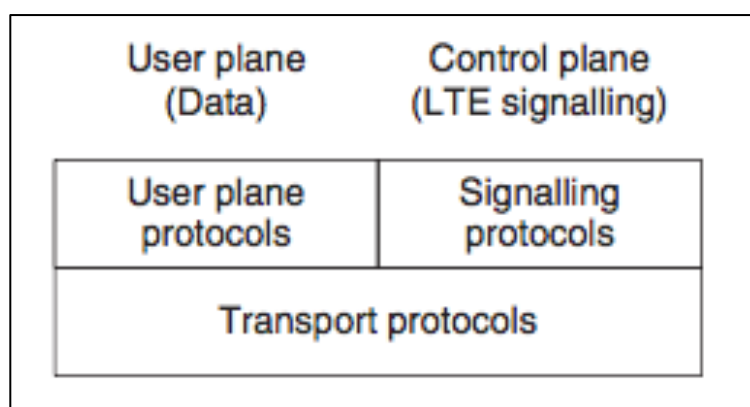 User plane
(Data)
Control plane
(LTE signalling)
User plane
protocols
Signalling
protocols
Transport protocols